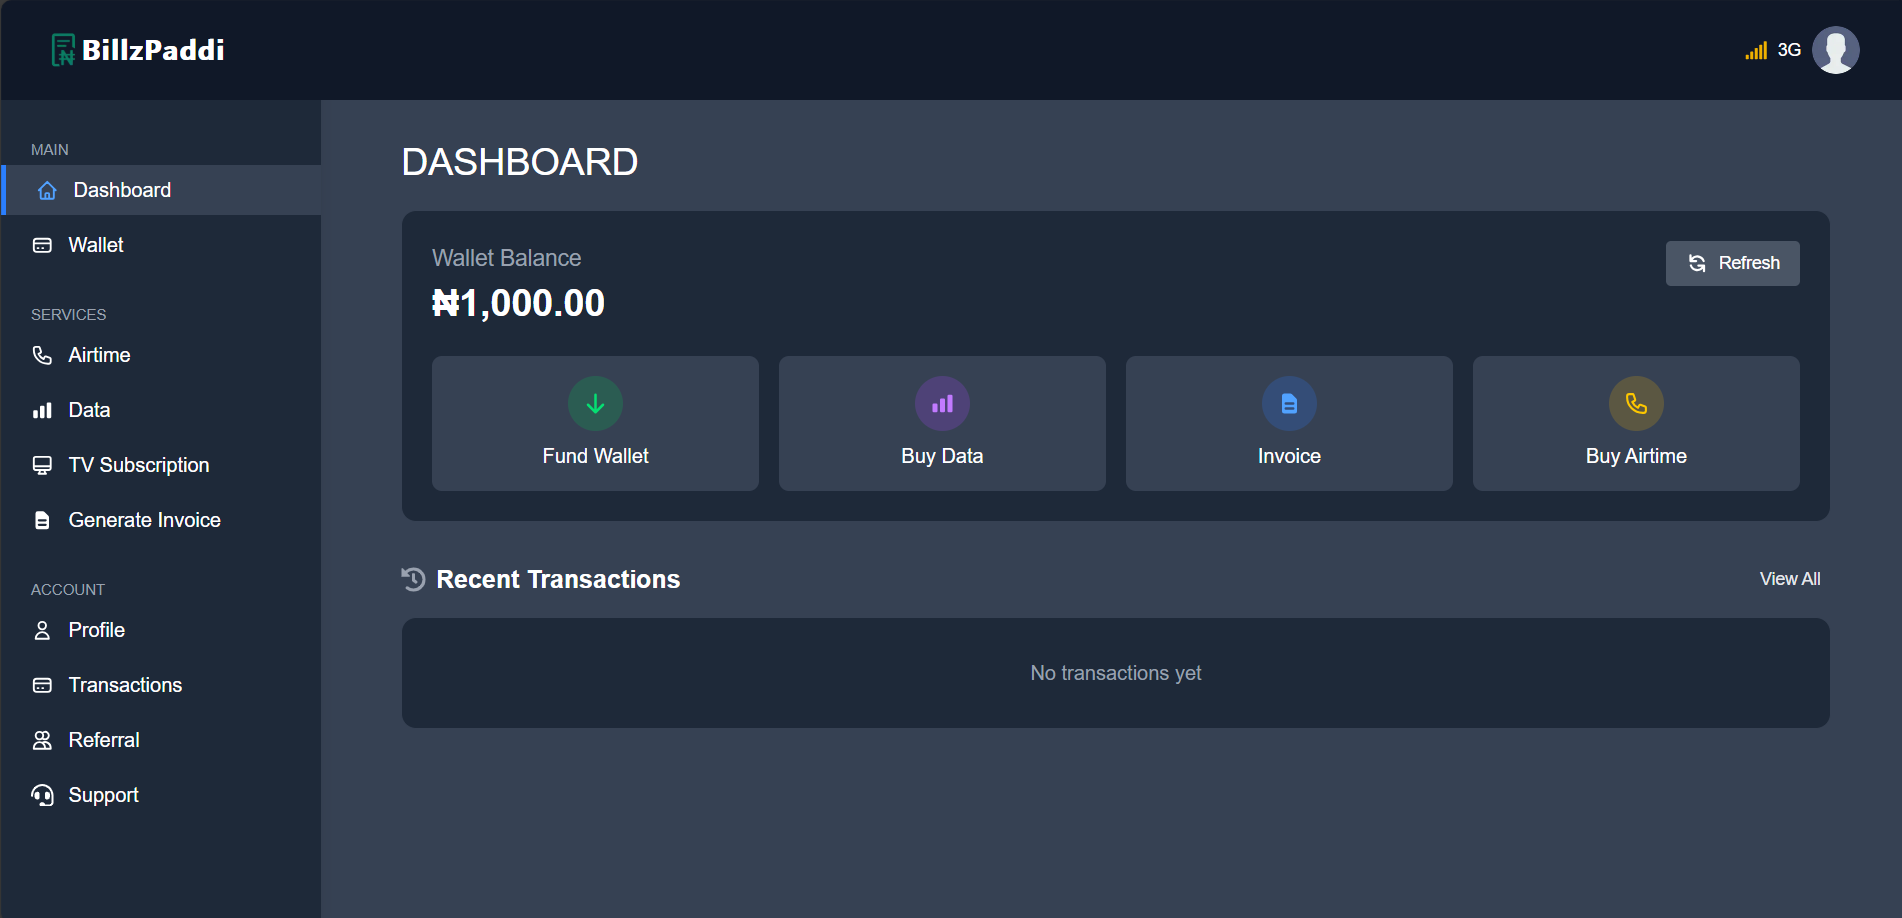 BillzPaddi
3G
MAIN
Dashboard
Wallet
SERVICES
Airtime
Data
TV Subscription
Generate Invoice
ACCOUNT
Profile
Transactions
Referral
Support
DASHBOARD
Wallet Balance
₦1,000.00
Refresh
Fund Wallet
Buy Data
Invoice
Buy Airtime
Recent Transactions
View All
No transactions yet